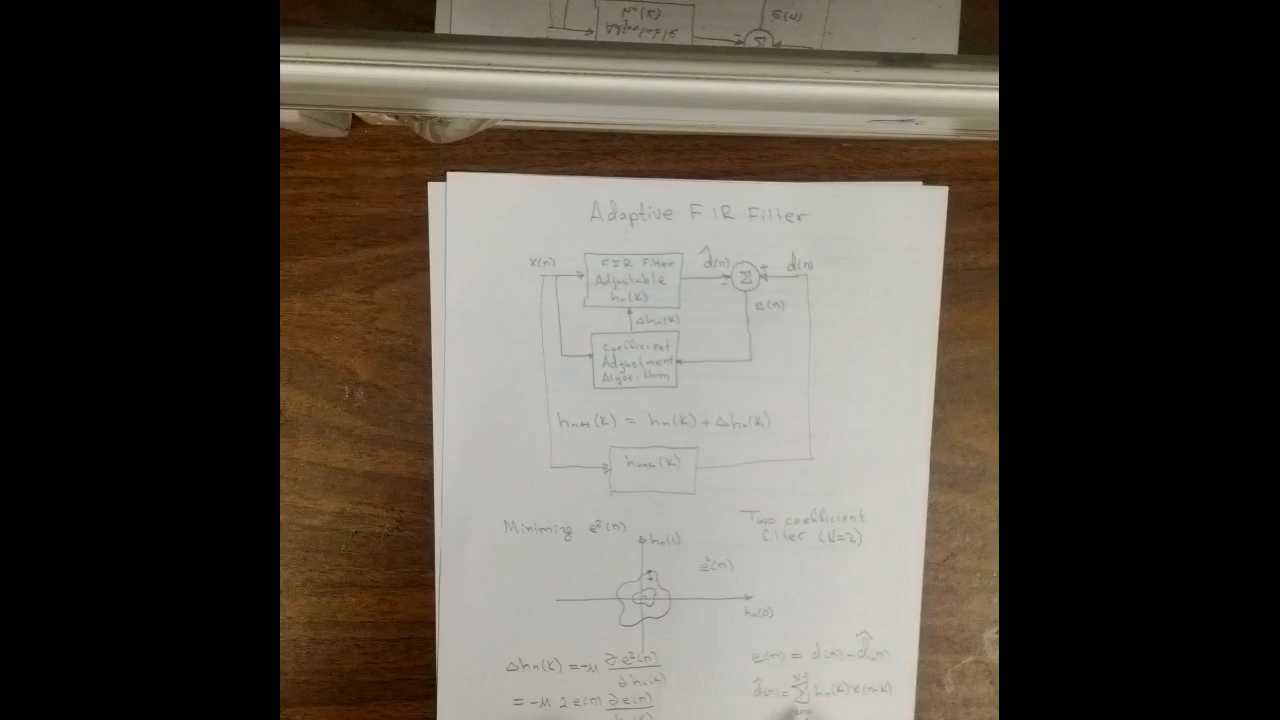 Adaptive FIR Filter
x(n)
FIR Filter
Adjustable
hₙ(k)
d̂(n)
-
Σ
+
d(n)
e(n)
Δhₙ(k)
Coefficient
Adjustment
Algorithm
hₙ₊₁(k) = hₙ(k) + Δhₙ(k)
Minimize e²(n)
Two coefficient
filter (N=2)
hₙ(1)
e²(n)
hₙ(0)
Δhₙ(k) = -μ ∂e²(n)/∂hₙ(k)
= -μ 2e(n) ∂e(n)
e(n) = d(n) - d̂(n)
d̂(n) = Σ hₙ(k) x(n-k)
N-1